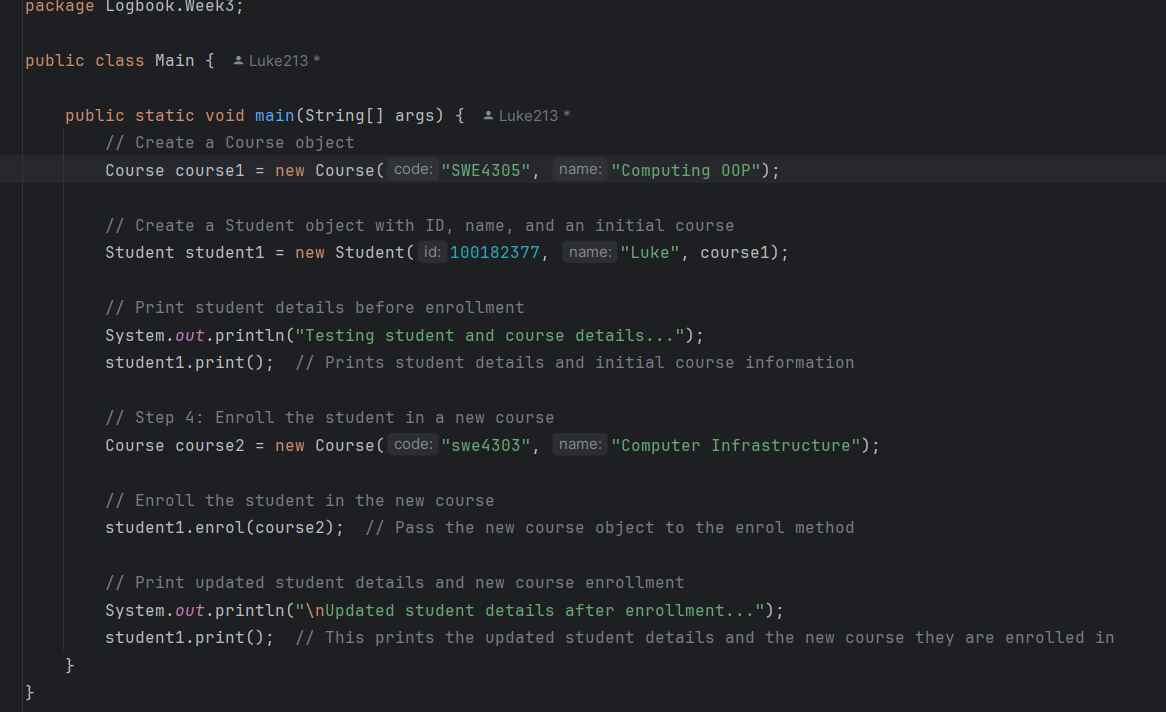 package Logbook.Week3;
public class Main { Luke213 *
public static void main(String[] args) { Luke213 *
// Create a Course object
Course course1 = new Course( code: "SWE4305", name: "Computing OOP");
// Create a Student object with ID, name, and an initial course
Student student1 = new Student( id: 100182377, name: "Luke", course1);
// Print student details before enrollment
System.out.println("Testing student and course details...");
student1.print(); // Prints student details and initial course information
// Step 4: Enroll the student in a new course
Course course2 = new Course( code: "swe4303", name: "Computer Infrastructure");
// Enroll the student in the new course
student1.enrol(course2); // Pass the new course object to the enrol method
// Print updated student details and new course enrollment
System.out.println("\nUpdated student details after enrollment...");
student1.print(); // This prints the updated student details and the new course they are enrolled in
}
}